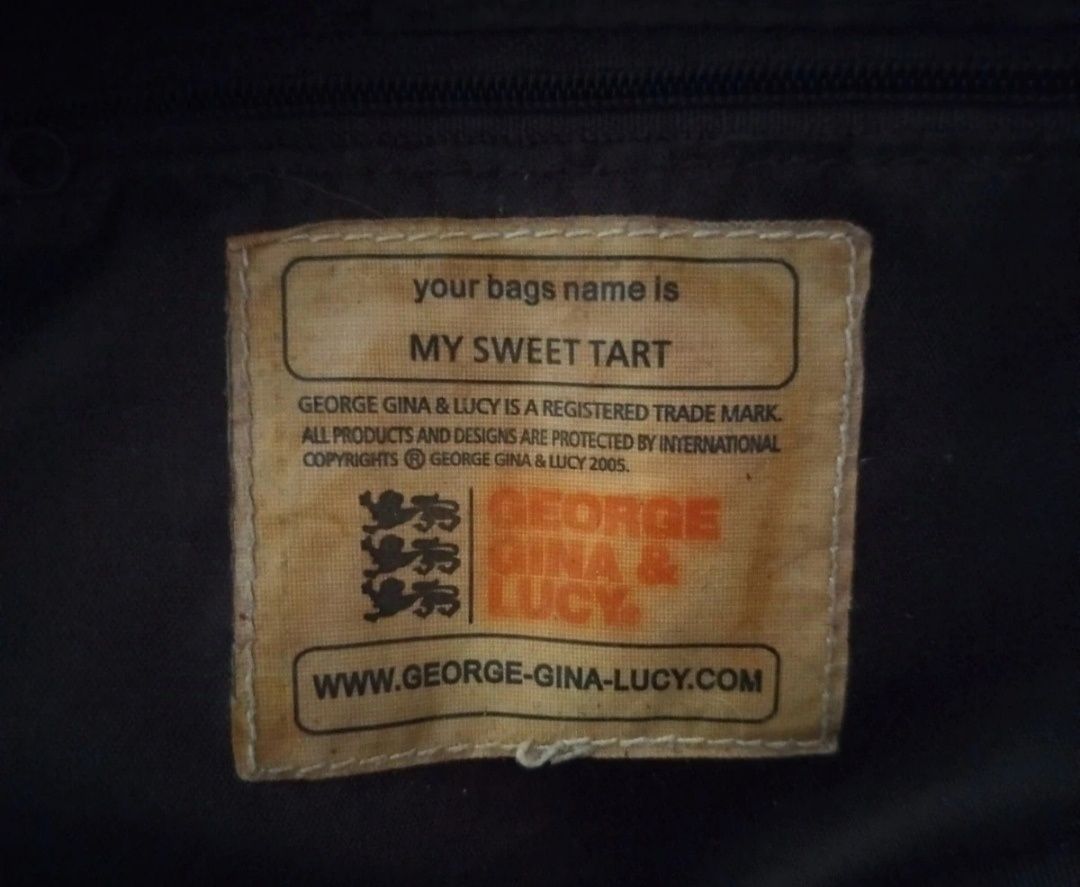 your bags name is
MY SWEET TART
GEORGE GINA & LUCY IS A REGISTERED TRADE MARK.
ALL PRODUCTS AND DESIGNS ARE PROTECTED BY INTERNATIONAL
COPYRIGHTS ® GEORGE GINA & LUCY 2005.
GEORGE
GINA &
LUCY®
WWW.GEORGE-GINA-LUCY.COM